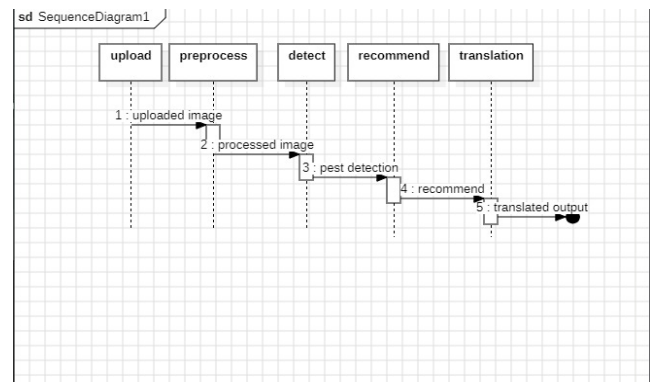 sd SequenceDiagram1
upload preprocess detect recommend translation
1 : uploaded image
2 : processed image
3 : pest detection
4 : recommend
5 : translated output